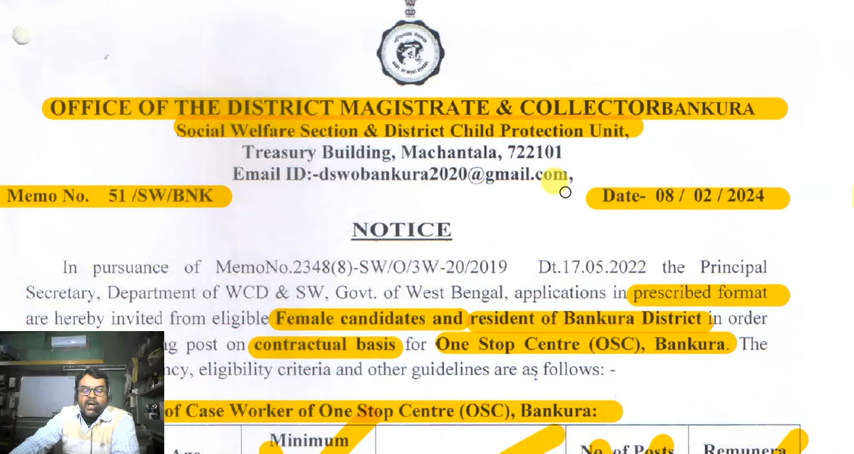 OFFICE OF THE DISTRICT MAGISTRATE & COLLECTORBANKURA
Social Welfare Section & District Child Protection Unit,
Treasury Building, Machantala, 722101
Email ID:-dswobankura2020@gmail.com,
Memo No. 51 /SW/BNK Date- 08 / 02 / 2024
NOTICE
In pursuance of MemoNo.2348(8)-SW/O/3W-20/2019 Dt.17.05.2022 the Principal
Secretary, Department of WCD & SW, Govt. of West Bengal, applications in prescribed format
are hereby invited from eligible Female candidates and resident of Bankura District in order
post on contractual basis for One Stop Centre (OSC), Bankura. The
eligibility criteria and other guidelines are as follows: -
of Case Worker of One Stop Centre (OSC), Bankura:
Age Minimum No. of Posts Remunera